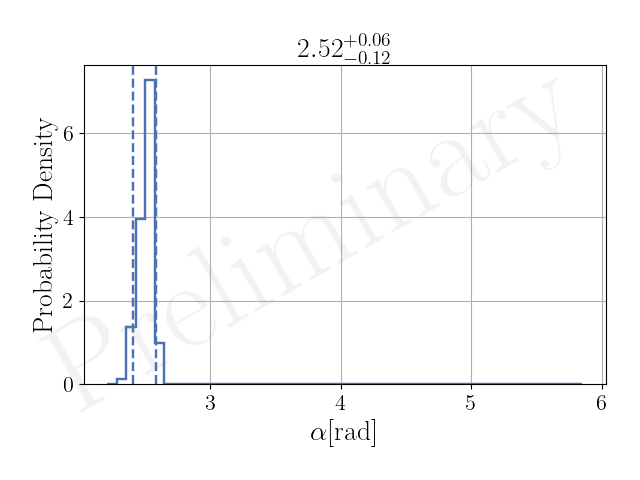 2.52^{+0.06}_{-0.12}
Probability Density
6
4
2
0
3 4 5 6
α[rad]
Preliminary